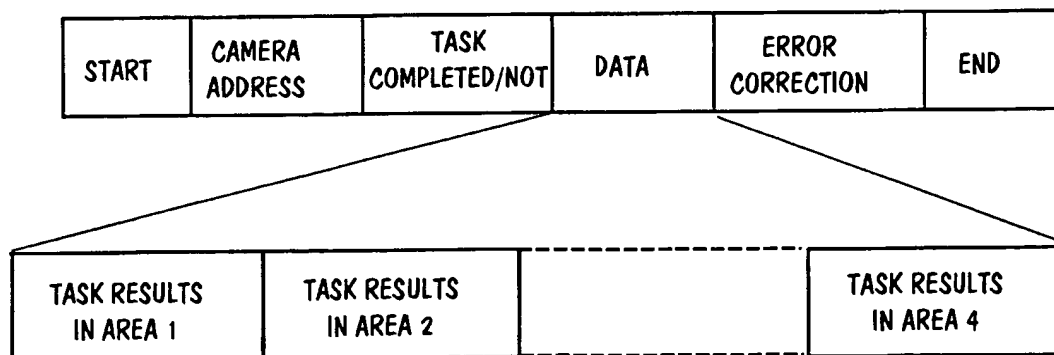 START
CAMERA
ADDRESS
TASK
COMPLETED/NOT
DATA
ERROR
CORRECTION
END
TASK RESULTS
IN AREA 1
TASK RESULTS
IN AREA 2
TASK RESULTS
IN AREA 4